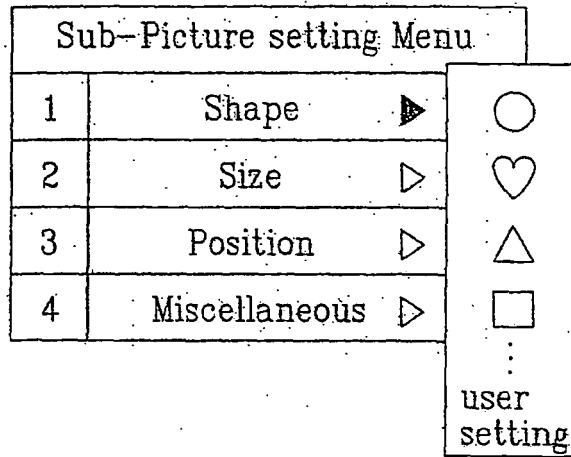 Sub-Picture setting Menu
1 Shape
2 Size
3 Position
4 Miscellaneous
user
setting